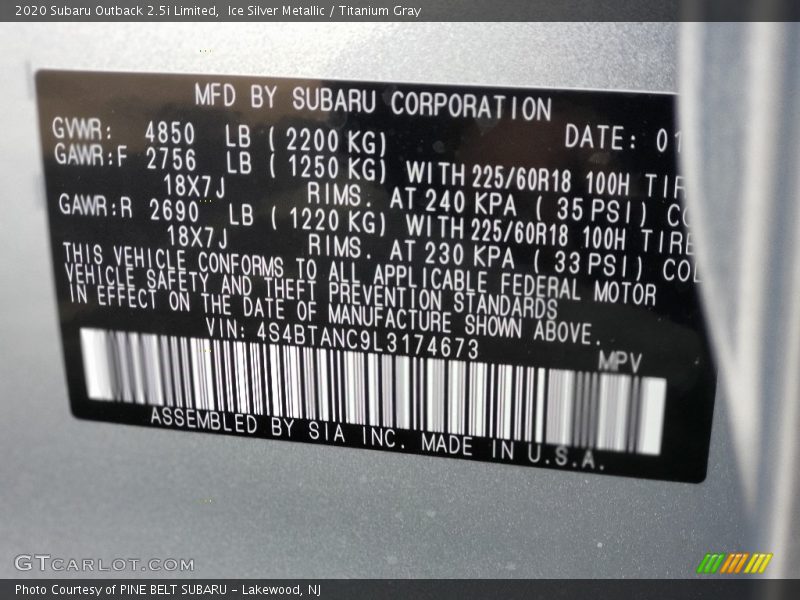 2020 Subaru Outback 2.5i Limited,  Ice Silver Metallic / Titanium Gray
MFD BY SUBARU CORPORATION
GVWR: 4850 LB ( 2200 KG) DATE: 01
GAWR:F 2756 LB ( 1250 KG) WITH 225/60R18 100H TIR
18X7J RIMS. AT 240 KPA ( 35 PSI) CO
GAWR:R 2690 LB ( 1220 KG) WITH 225/60R18 100H TIRE
18X7J RIMS. AT 230 KPA ( 33 PSI) COL
THIS VEHICLE CONFORMS TO ALL APPLICABLE FEDERAL MOTOR
VEHICLE SAFETY AND THEFT PREVENTION STANDARDS
IN EFFECT ON THE DATE OF MANUFACTURE SHOWN ABOVE.
VIN: 4S4BTANC9L3174673
MPV
ASSEMBLED BY SIA INC. MADE IN U.S.A.
GTCARLOT.COM
Photo Courtesy of PINE BELT SUBARU - Lakewood, NJ